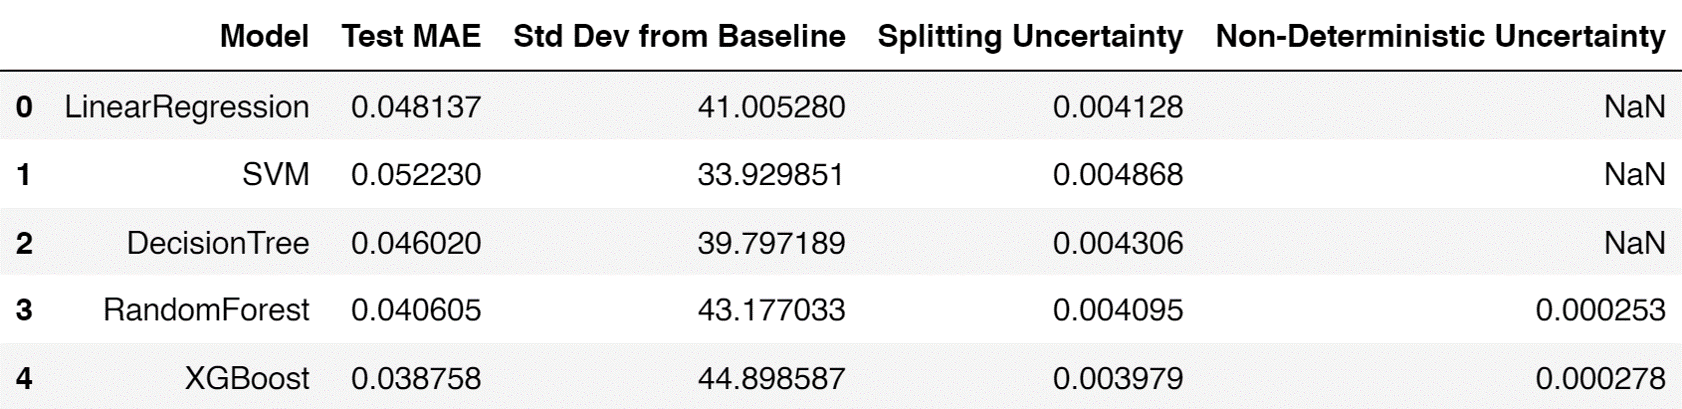 Model Test MAE Std Dev from Baseline Splitting Uncertainty Non-Deterministic Uncertainty
0 LinearRegression 0.048137 41.005280 0.004128 NaN
1 SVM 0.052230 33.929851 0.004868 NaN
2 DecisionTree 0.046020 39.797189 0.004306 NaN
3 RandomForest 0.040605 43.177033 0.004095 0.000253
4 XGBoost 0.038758 44.898587 0.003979 0.000278